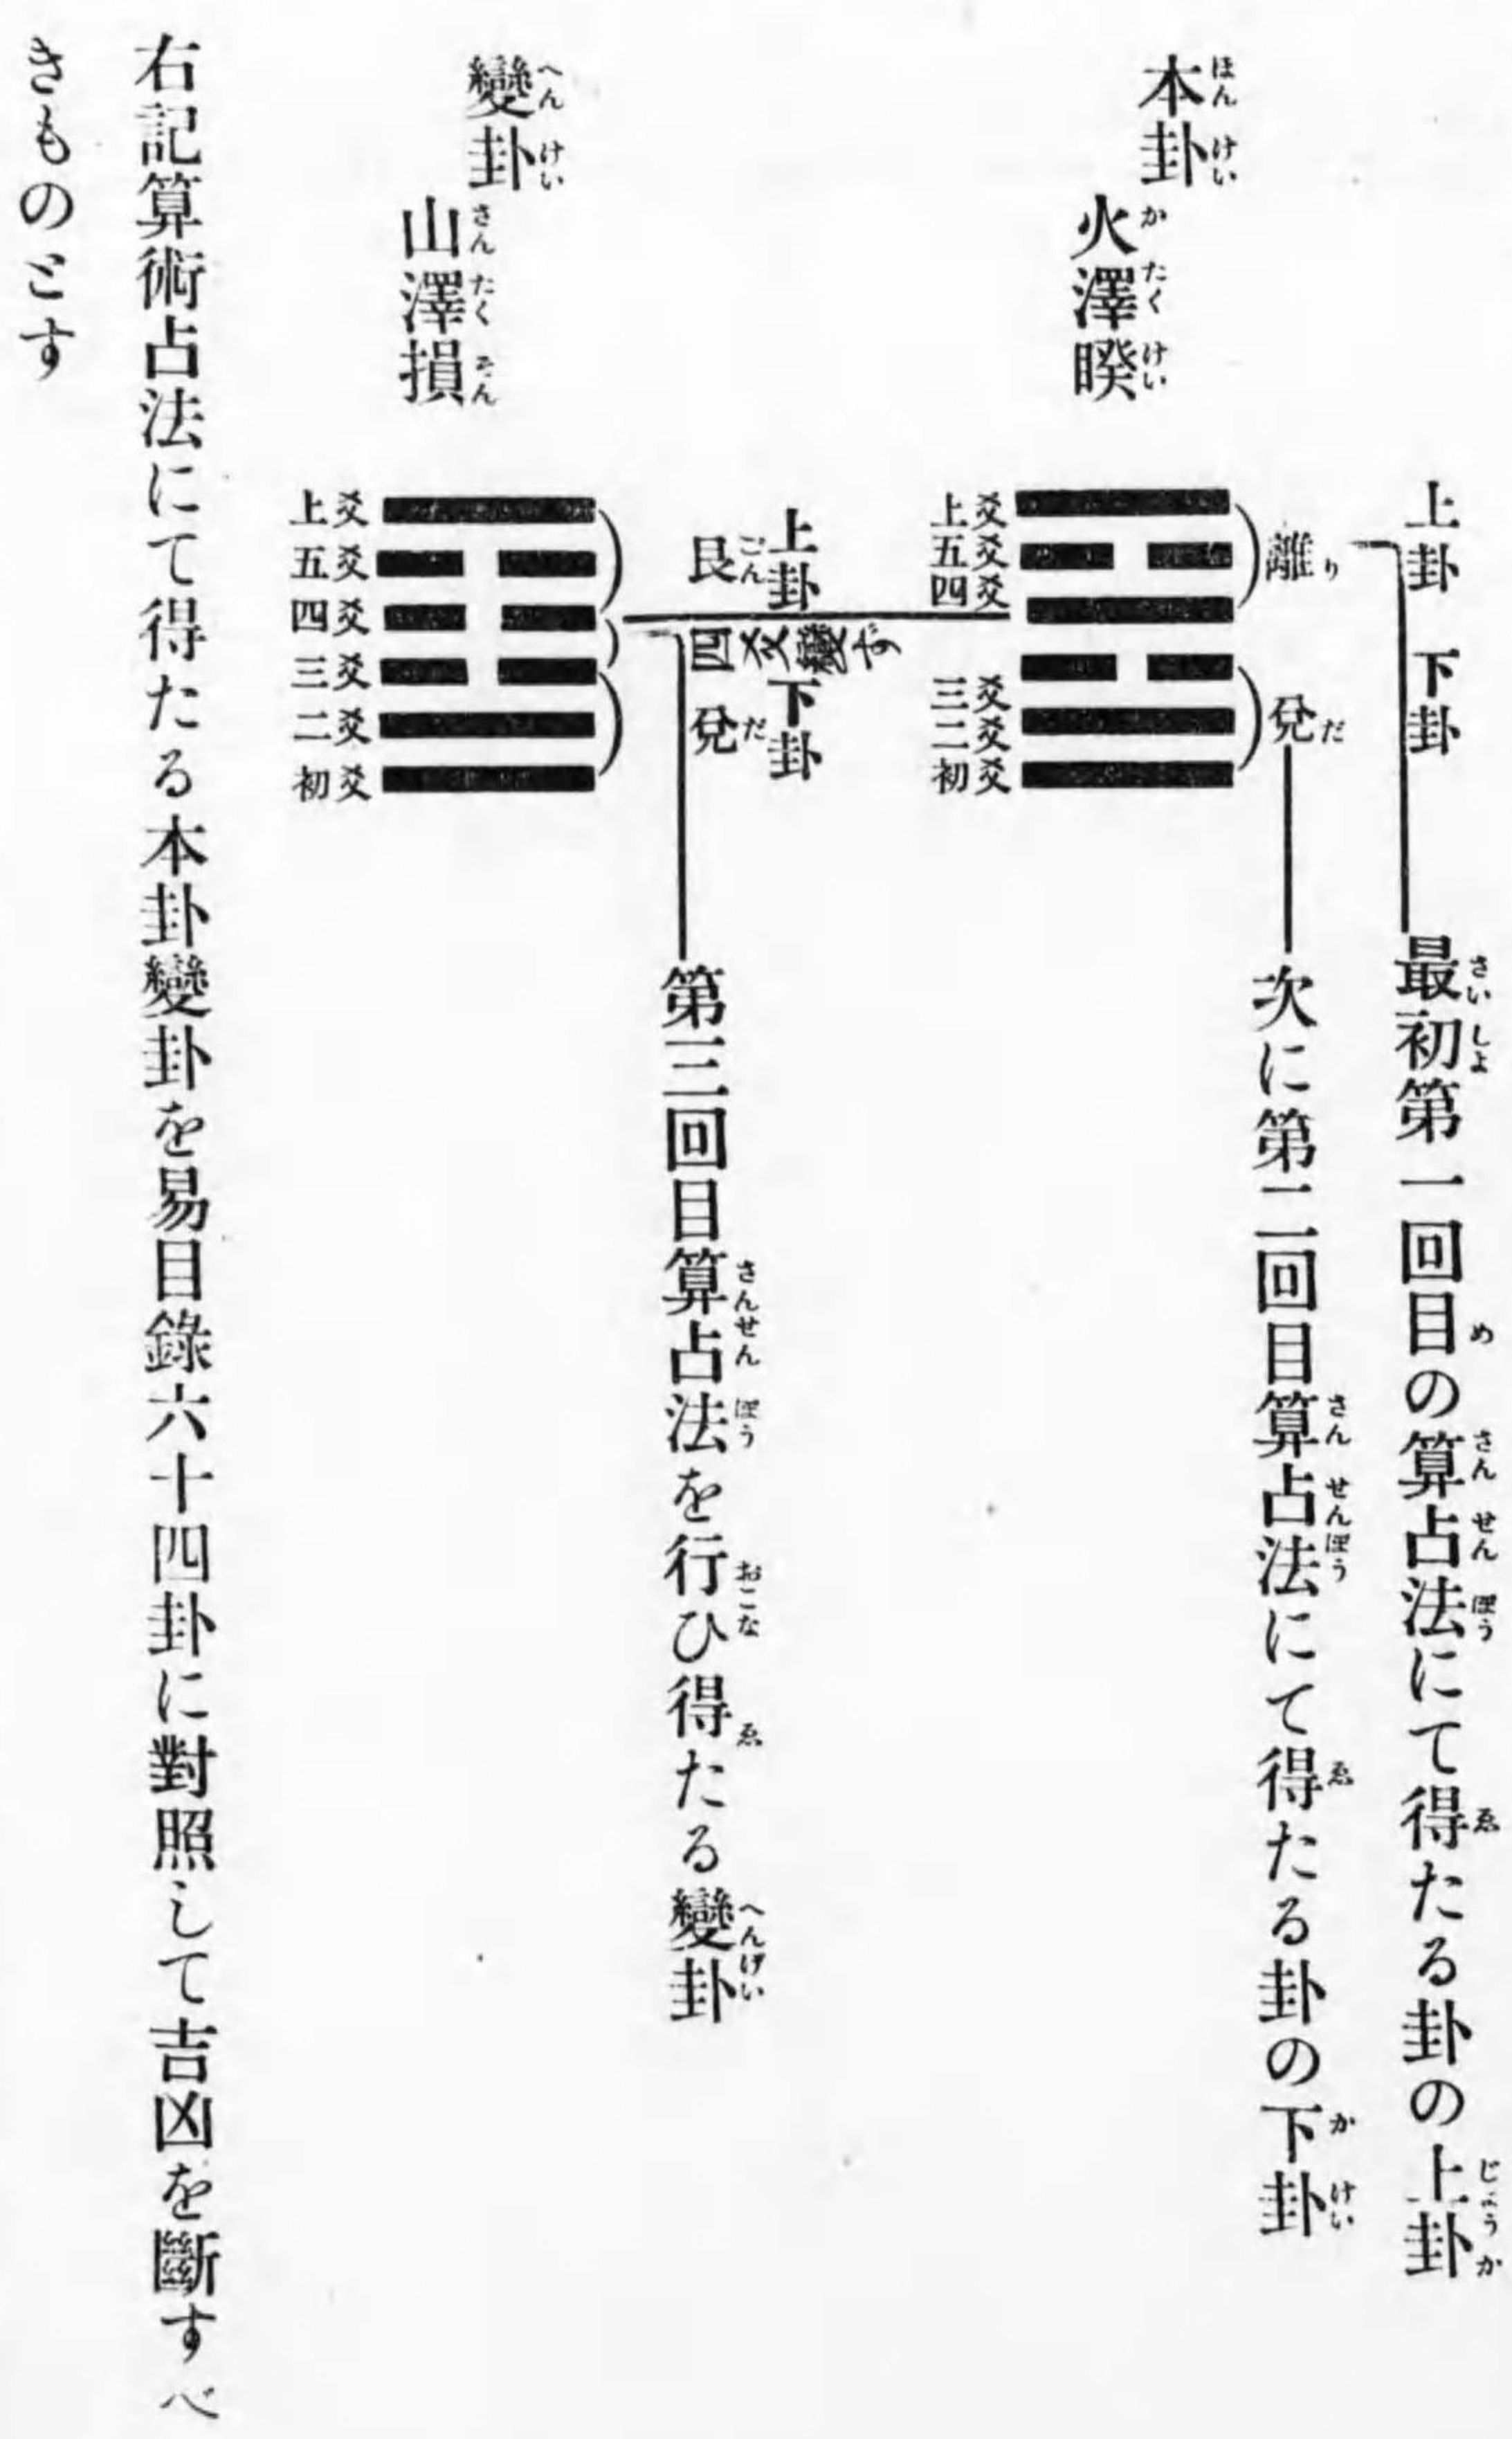 上卦 下卦
最初第一回目の算占法にて得たる卦の上卦
離 兌
次に第二回目算占法にて得たる卦の下卦
本卦
火澤睽
上爻
五爻
四爻
三爻
二爻
初爻
上卦 下卦
艮 兌
四爻變ず
第三回目算占法を行ひ得たる變卦
變卦
山澤損
上爻
五爻
四爻
三爻
二爻
初爻
右記算術占法にて得たる本卦變卦を易目錄六十四卦に對照して吉凶を斷すべ
きものとす